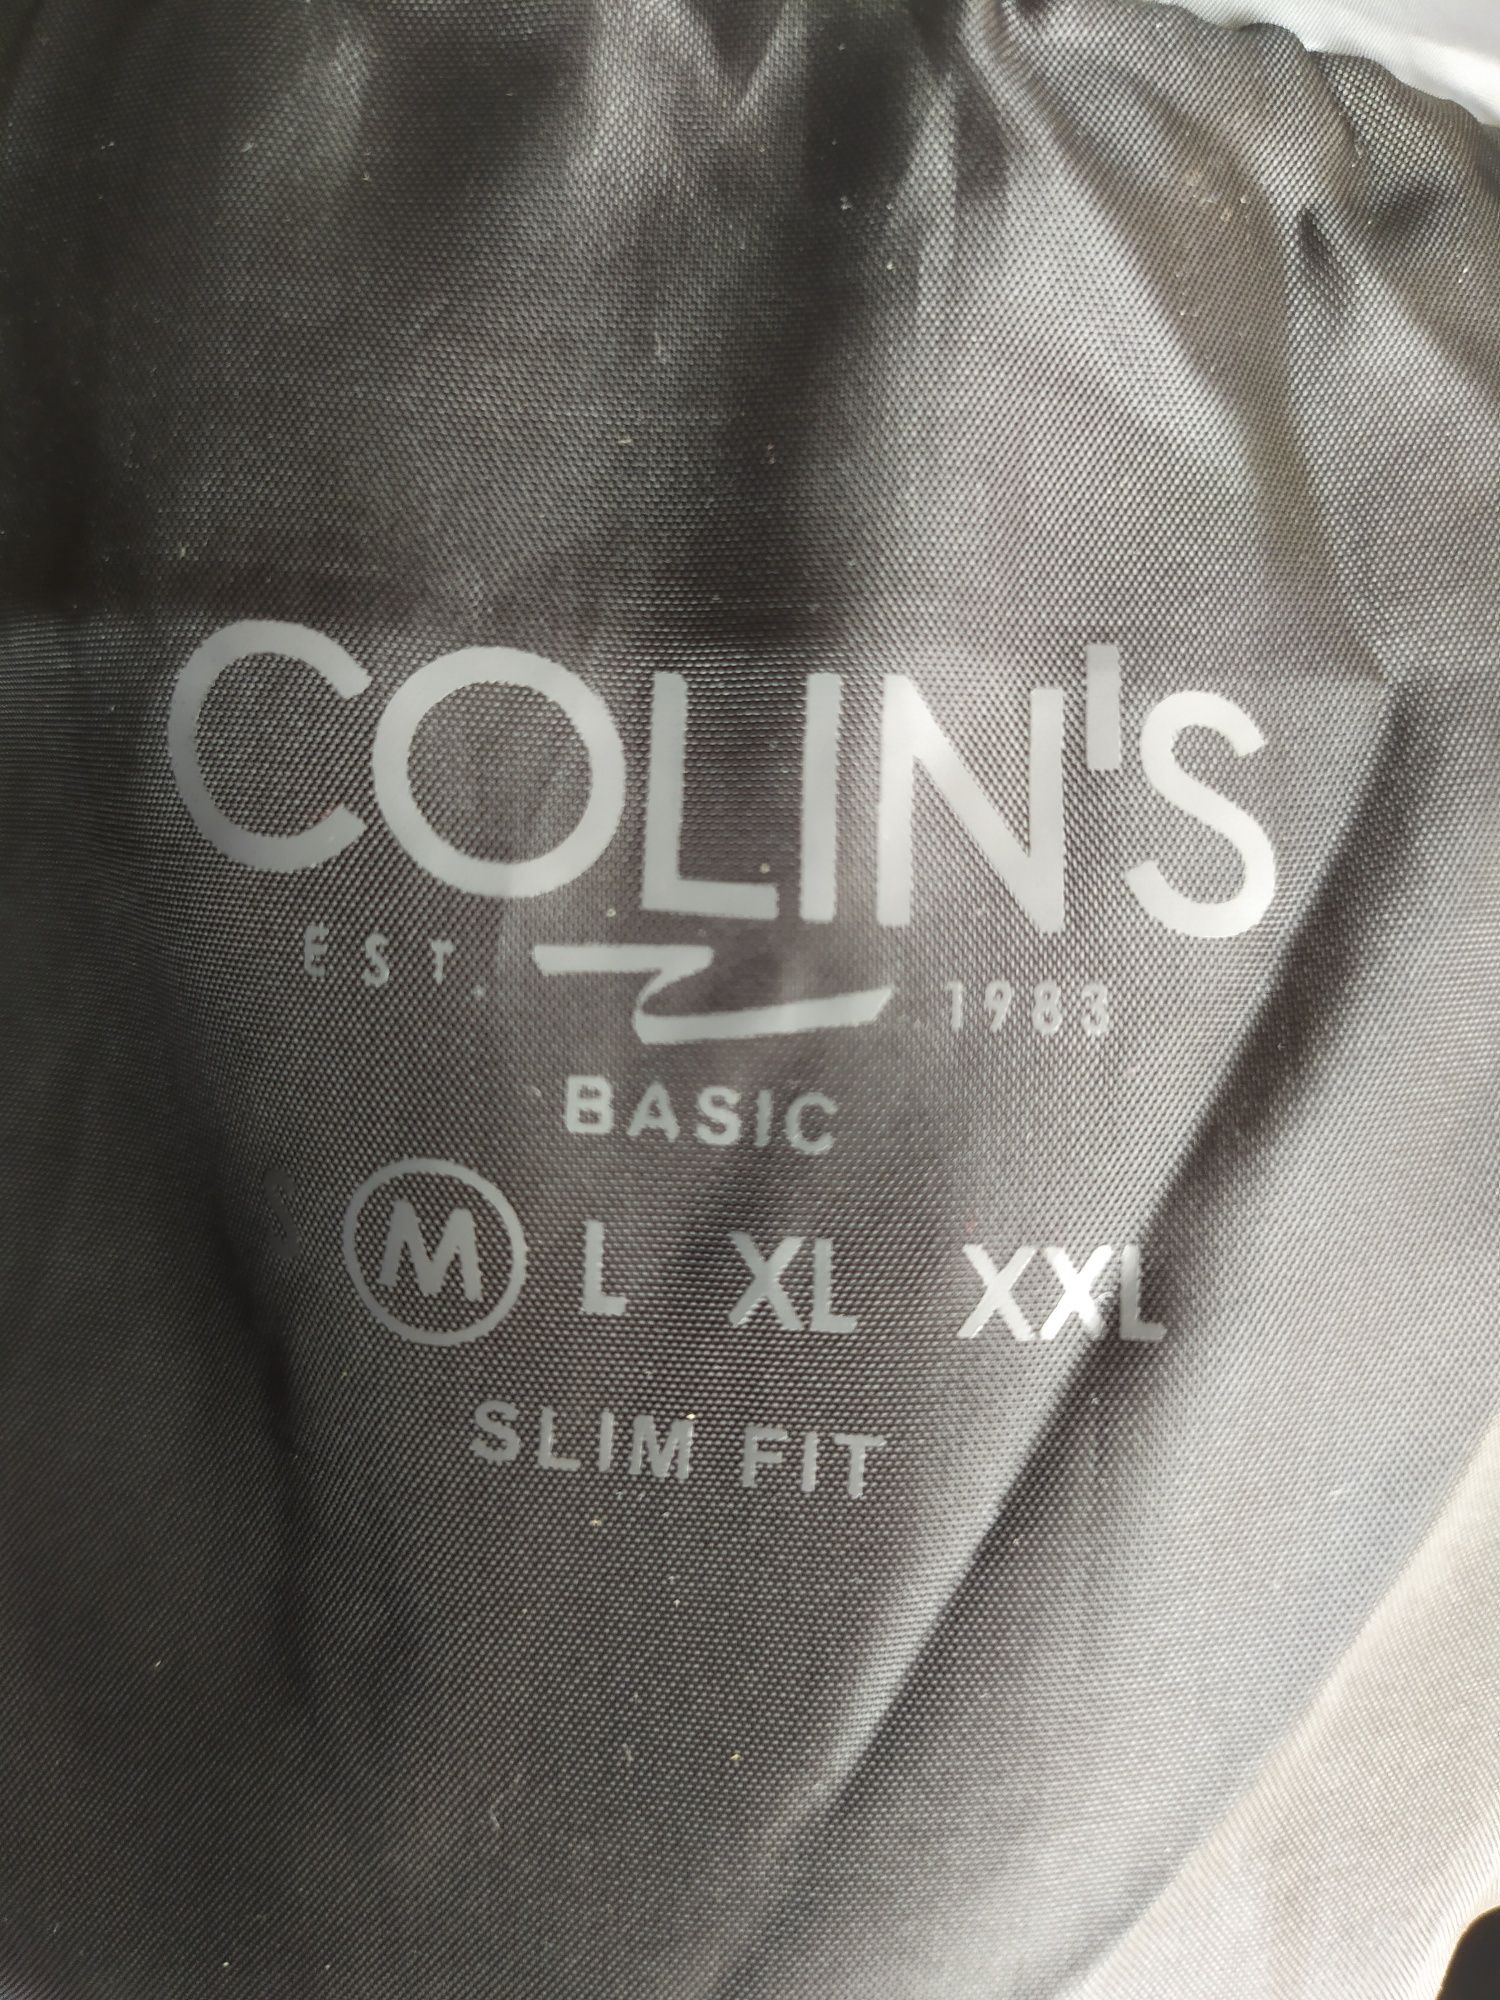 COLIN'S
EST. 1983
BASIC
S M L XL XXL
SLIM FIT